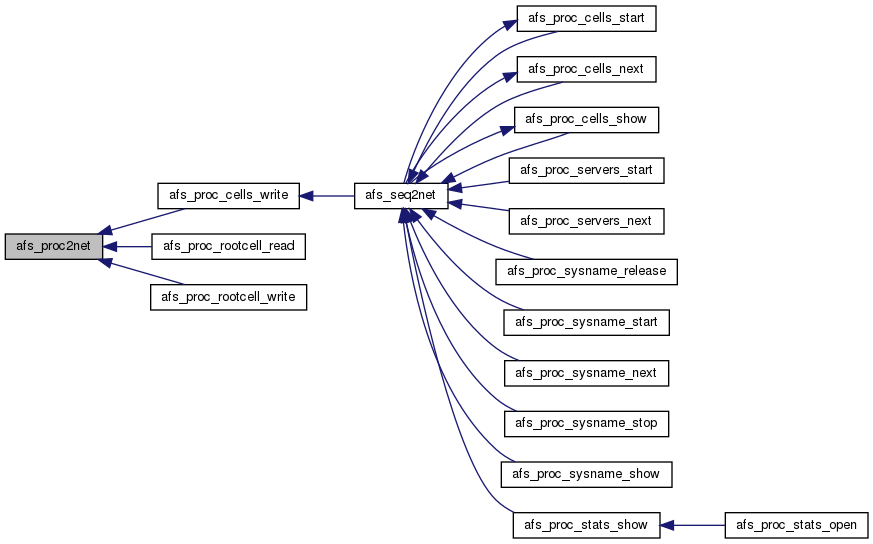 afs_proc_cells_start
afs_proc_cells_next
afs_proc_cells_show
afs_proc_servers_start
afs_proc_cells_write
afs_seq2net
afs_proc_servers_next
afs_proc2net
afs_proc_rootcell_read
afs_proc_sysname_release
afs_proc_rootcell_write
afs_proc_sysname_start
afs_proc_sysname_next
afs_proc_sysname_stop
afs_proc_sysname_show
afs_proc_stats_show
afs_proc_stats_open